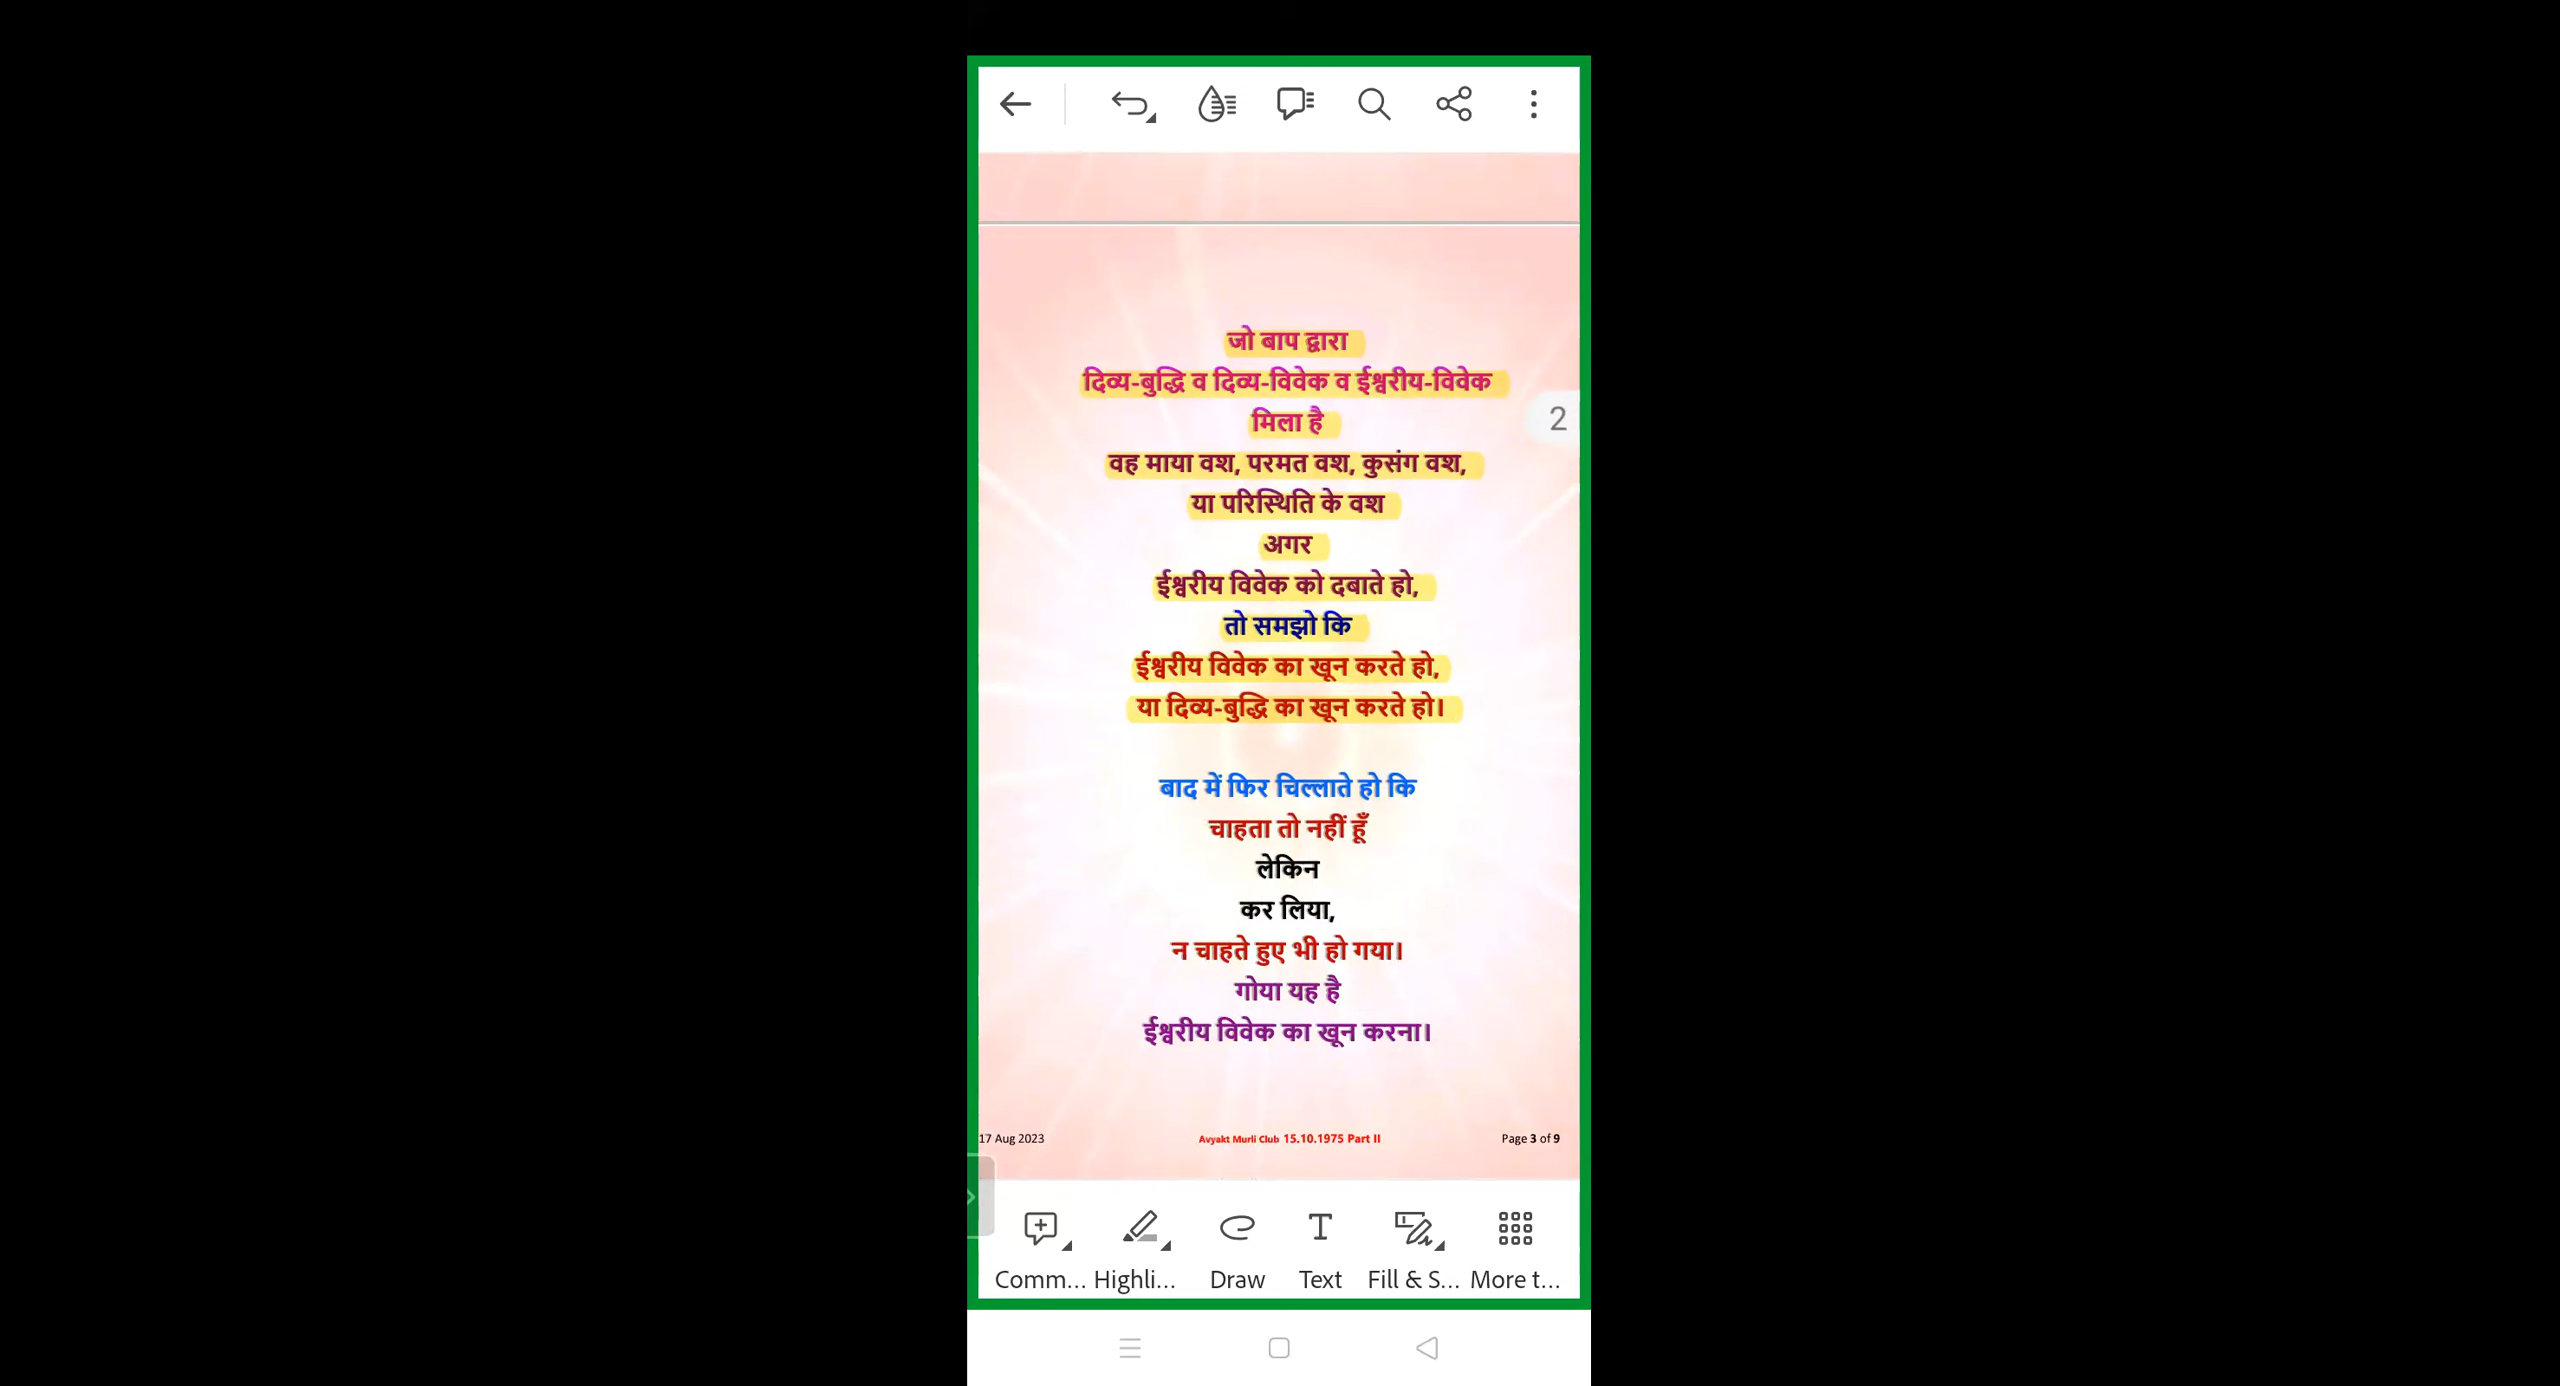 2
जो बाप द्वारा
दिव्य-बुद्धि व दिव्य-विवेक व ईश्वरीय-विवेक
मिला है
वह माया वश, परमत वश, कुसंग वश,
या परिस्थिति के वश
अगर
ईश्वरीय विवेक को दबाते हो,
तो समझो कि
ईश्वरीय विवेक का खून करते हो,
या दिव्य-बुद्धि का खून करते हो।
बाद में फिर चिल्लाते हो कि
चाहता तो नहीं हूँ
लेकिन
कर लिया,
न चाहते हुए भी हो गया।
गोया यह है
ईश्वरीय विवेक का खून करना।
17 Aug 2023 Avyakt Murli Club 15.10.1975 Part II Page 3 of 9
Comm... Highli... Draw Text Fill & S... More t...